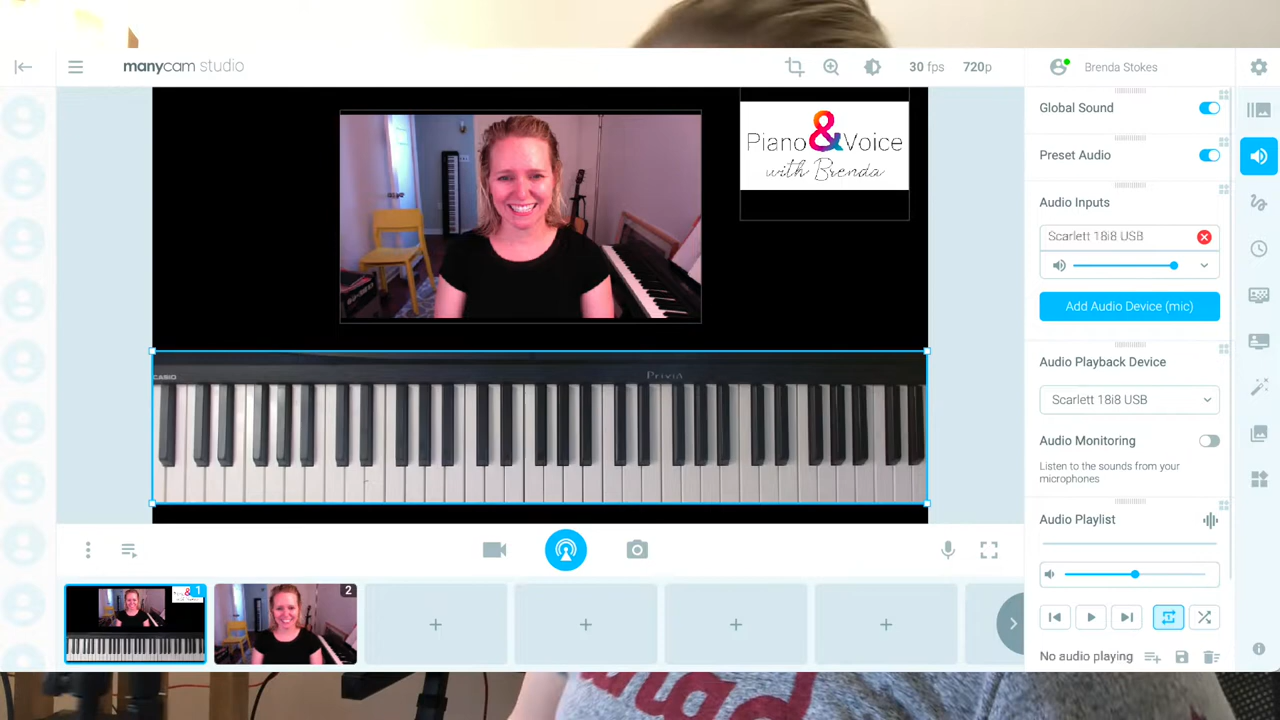 manycam studio
30 fps 720p
Brenda Stokes
Global Sound
Piano&Voice
with Brenda
Preset Audio
Audio Inputs
Scarlett 18i8 USB
Add Audio Device (mic)
CASIO Privia
Audio Playback Device
Scarlett 18i8 USB
Audio Monitoring
Listen to the sounds from your
microphones
Audio Playlist
1
2
No audio playing